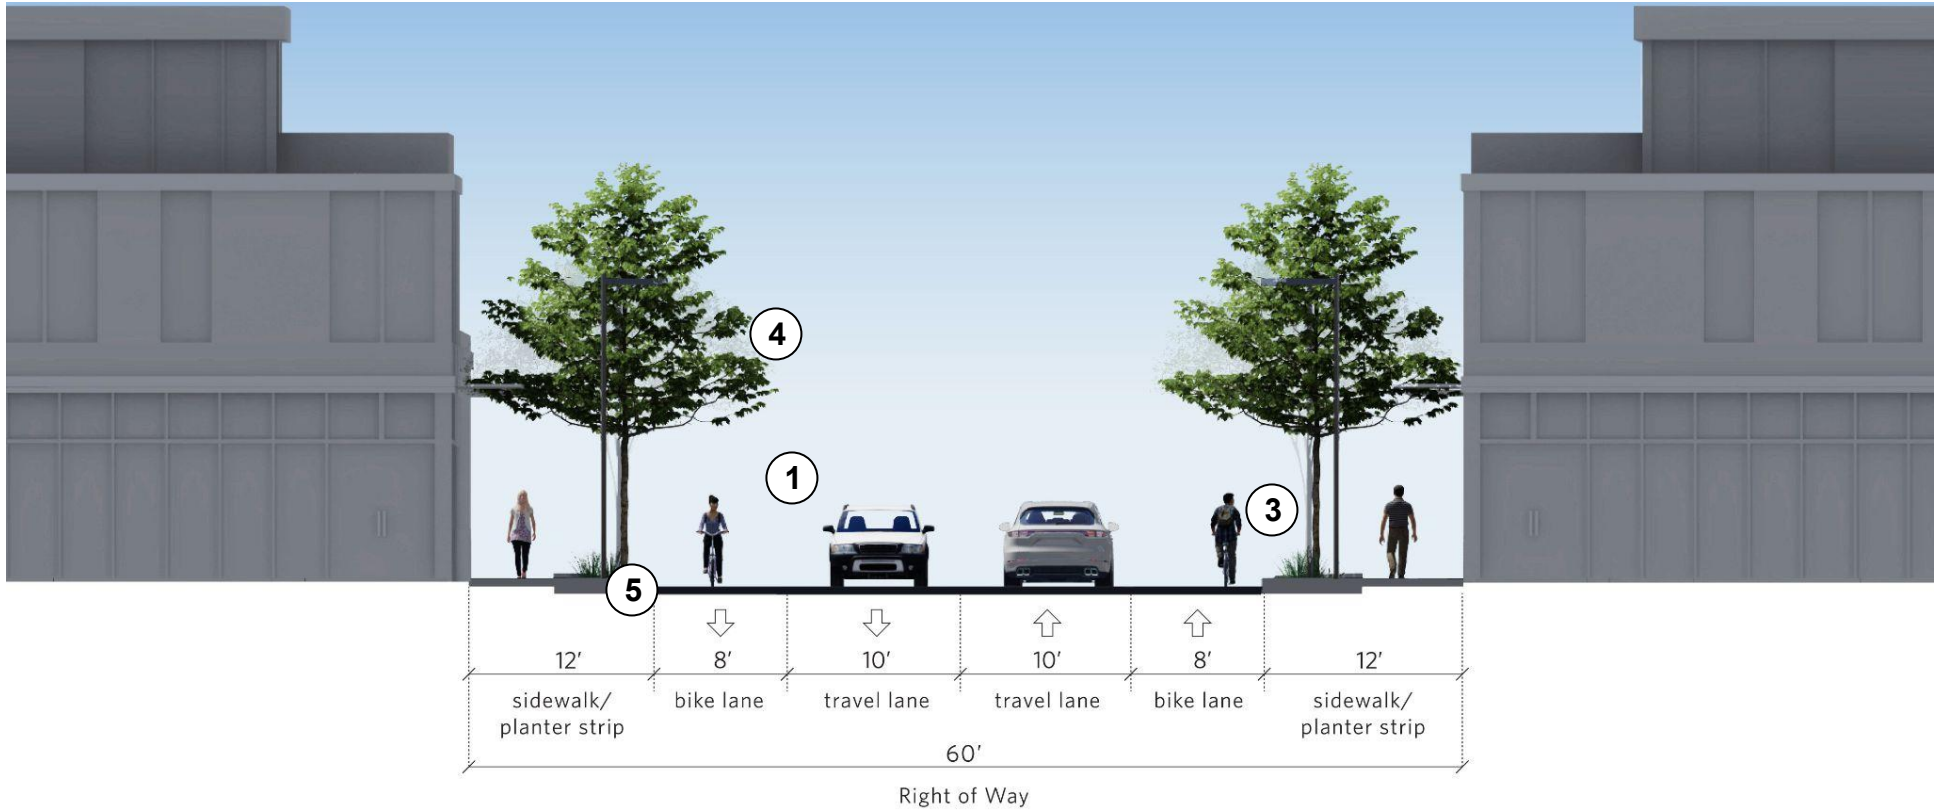 4
1
3
5
12' 8' 10' 10' 8' 12'
sidewalk/ bike lane travel lane travel lane bike lane sidewalk/
planter strip planter strip
60'
Right of Way